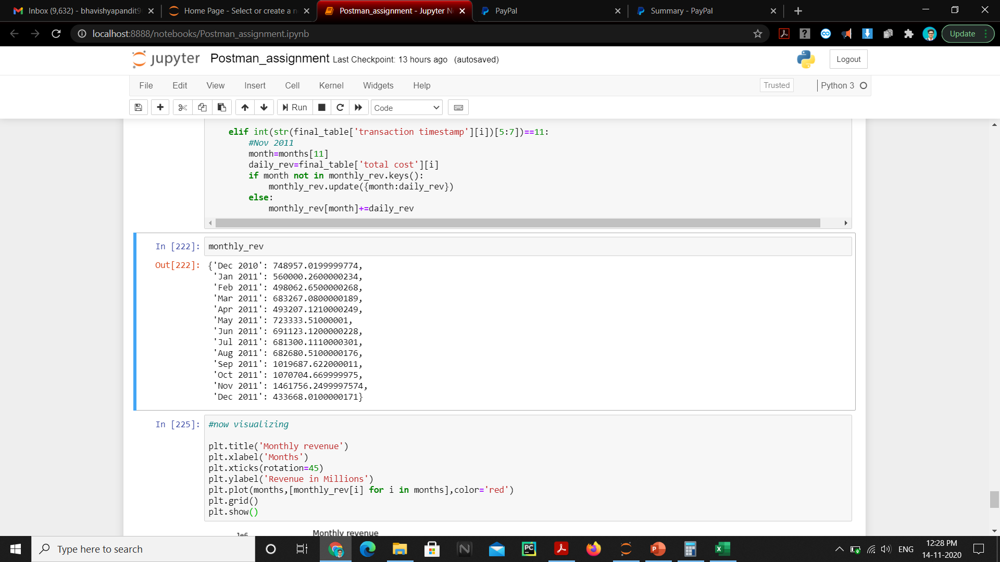 Inbox (9,632) - bhavishyapandit9
Home Page - Select or create a n
Postman_assignment - Jupyter N
PayPal
Summary - PayPal
localhost:8888/notebooks/Postman_assignment.ipynb
Update
jupyter Postman_assignment Last Checkpoint: 13 hours ago (autosaved)
Logout
File Edit View Insert Cell Kernel Widgets Help
Trusted
Python 3
Run
Code
elif int(str(final_table['transaction timestamp'][i])[5:7])==11:
#Nov 2011
month=months[11]
daily_rev=final_table['total cost'][i]
if month not in monthly_rev.keys():
monthly_rev.update({month:daily_rev})
else:
monthly_rev[month]+=daily_rev
In [222]: monthly_rev
Out[222]: {'Dec 2010': 748957.0199999774,
'Jan 2011': 560000.2600000234,
'Feb 2011': 498062.6500000268,
'Mar 2011': 683267.0800000189,
'Apr 2011': 493207.1210000249,
'May 2011': 723333.51000001,
'Jun 2011': 691123.1200000228,
'Jul 2011': 681300.1110000301,
'Aug 2011': 682680.5100000176,
'Sep 2011': 1019687.622000011,
'Oct 2011': 1070704.669999975,
'Nov 2011': 1461756.2499997574,
'Dec 2011': 433668.0100000171}
In [225]: #now visualizing
plt.title('Monthly revenue')
plt.xlabel('Months')
plt.xticks(rotation=45)
plt.ylabel('Revenue in Millions')
plt.plot(months,[monthly_rev[i] for i in months],color='red')
plt.grid()
plt.show()
1e6
Monthly revenue
Type here to search
PC
ENG
12:28 PM
14-11-2020